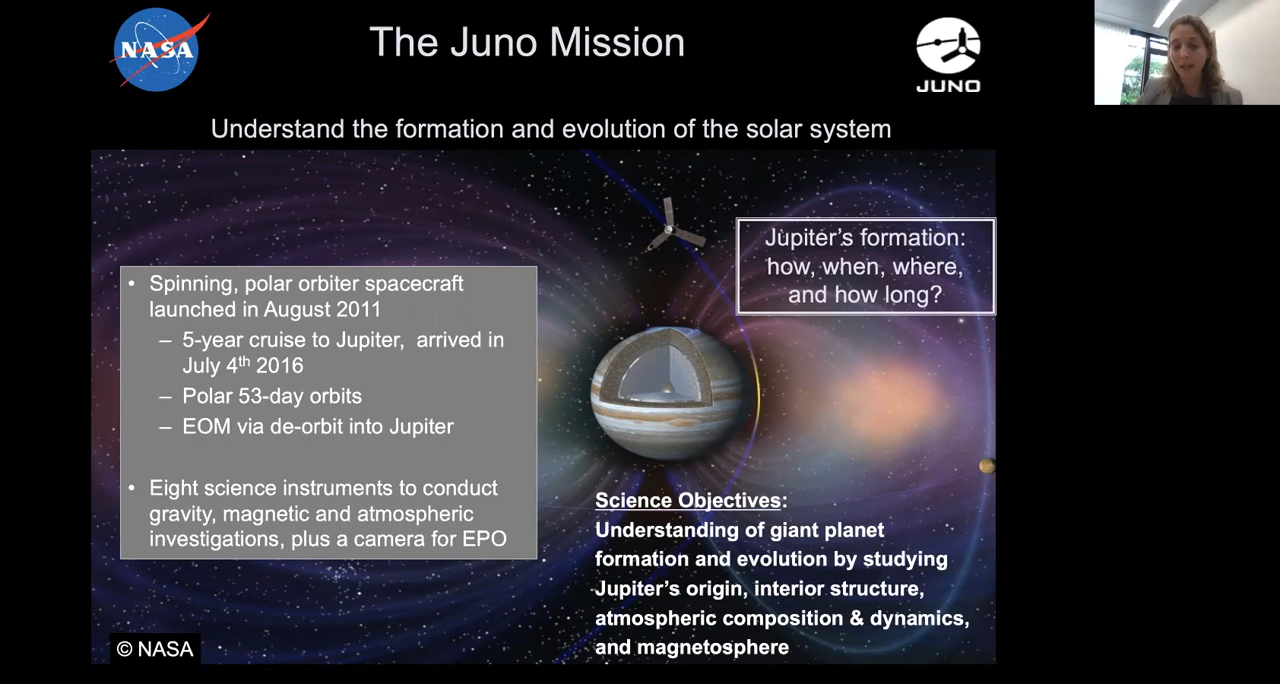 NASA
The Juno Mission
JUNO
Understand the formation and evolution of the solar system
Jupiter's formation:
how, when, where,
and how long?
• Spinning, polar orbiter spacecraft
launched in August 2011
– 5-year cruise to Jupiter, arrived in
July 4th 2016
– Polar 53-day orbits
– EOM via de-orbit into Jupiter
• Eight science instruments to conduct
gravity, magnetic and atmospheric
investigations, plus a camera for EPO
Science Objectives:
Understanding of giant planet
formation and evolution by studying
Jupiter's origin, interior structure,
atmospheric composition & dynamics,
and magnetosphere
© NASA